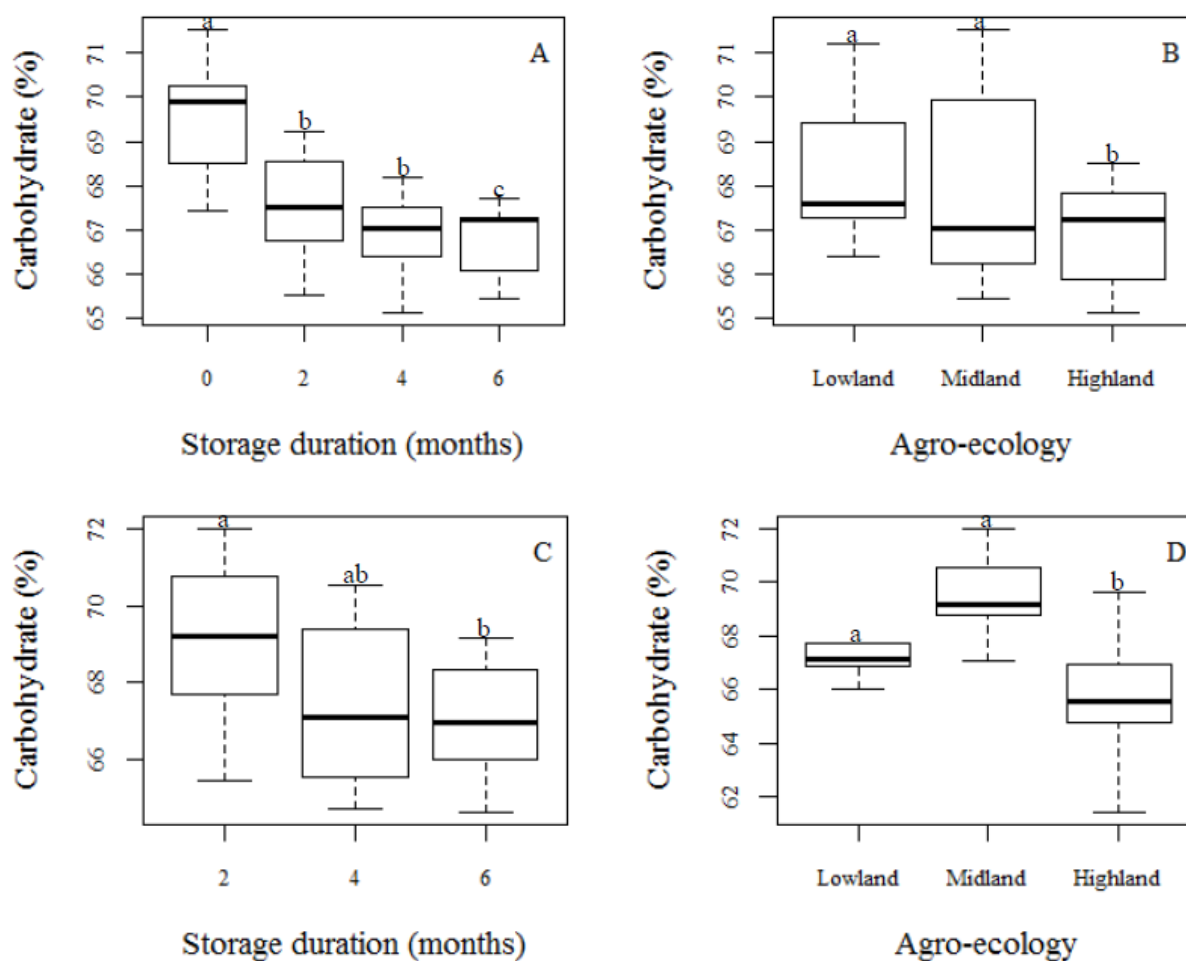 Carbohydrate (%)
71
70
69
68
67
66
65
a
b
b
c
A
0
2
4
6
Storage duration (months)
Carbohydrate (%)
71
70
69
68
67
66
65
a
a
b
B
Lowland
Midland
Highland
Agro-ecology
Carbohydrate (%)
72
70
68
66
a
ab
b
C
2
4
6
Storage duration (months)
Carbohydrate (%)
72
70
68
66
64
62
a
a
b
D
Lowland
Midland
Highland
Agro-ecology